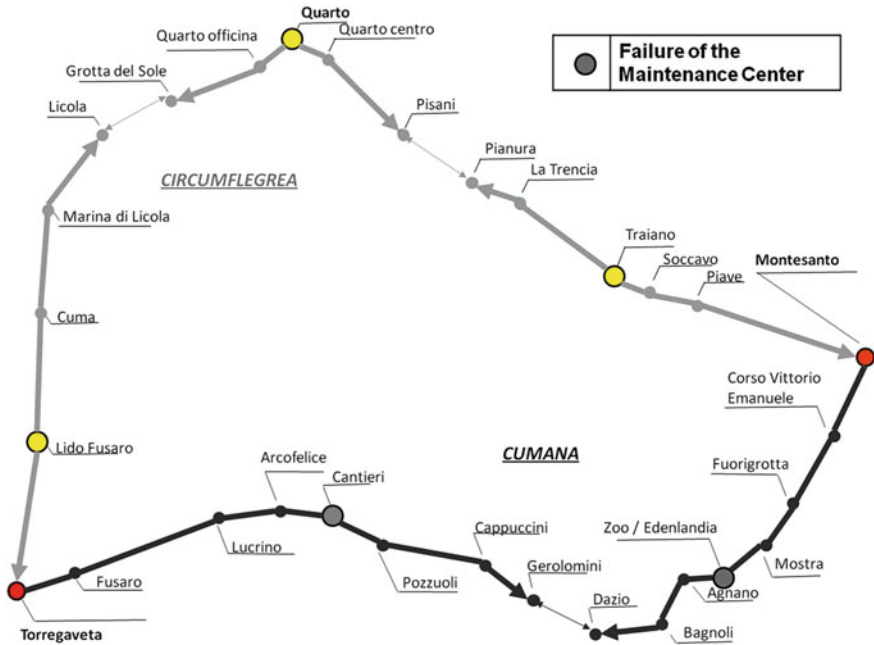 Quarto
Quarto officina
Quarto centro
Grotta del Sole
Failure of the
Maintenance Center
Licola
Pisani
Pianura
La Trencia
CIRCUMFLEGREA
Marina di Licola
Traiano
Soccavo
Montesanto
Piave
Cuma
Corso Vittorio
Emanuele
Lido Fusaro
Arcofelice
CUMANA
Cantieri
Fuorigrotta
Zoo / Edenlandia
Cappuccini
Lucrino
Gerolomini
Mostra
Pozzuoli
Fusaro
Dazio
Agnano
Torregaveta
Bagnoli